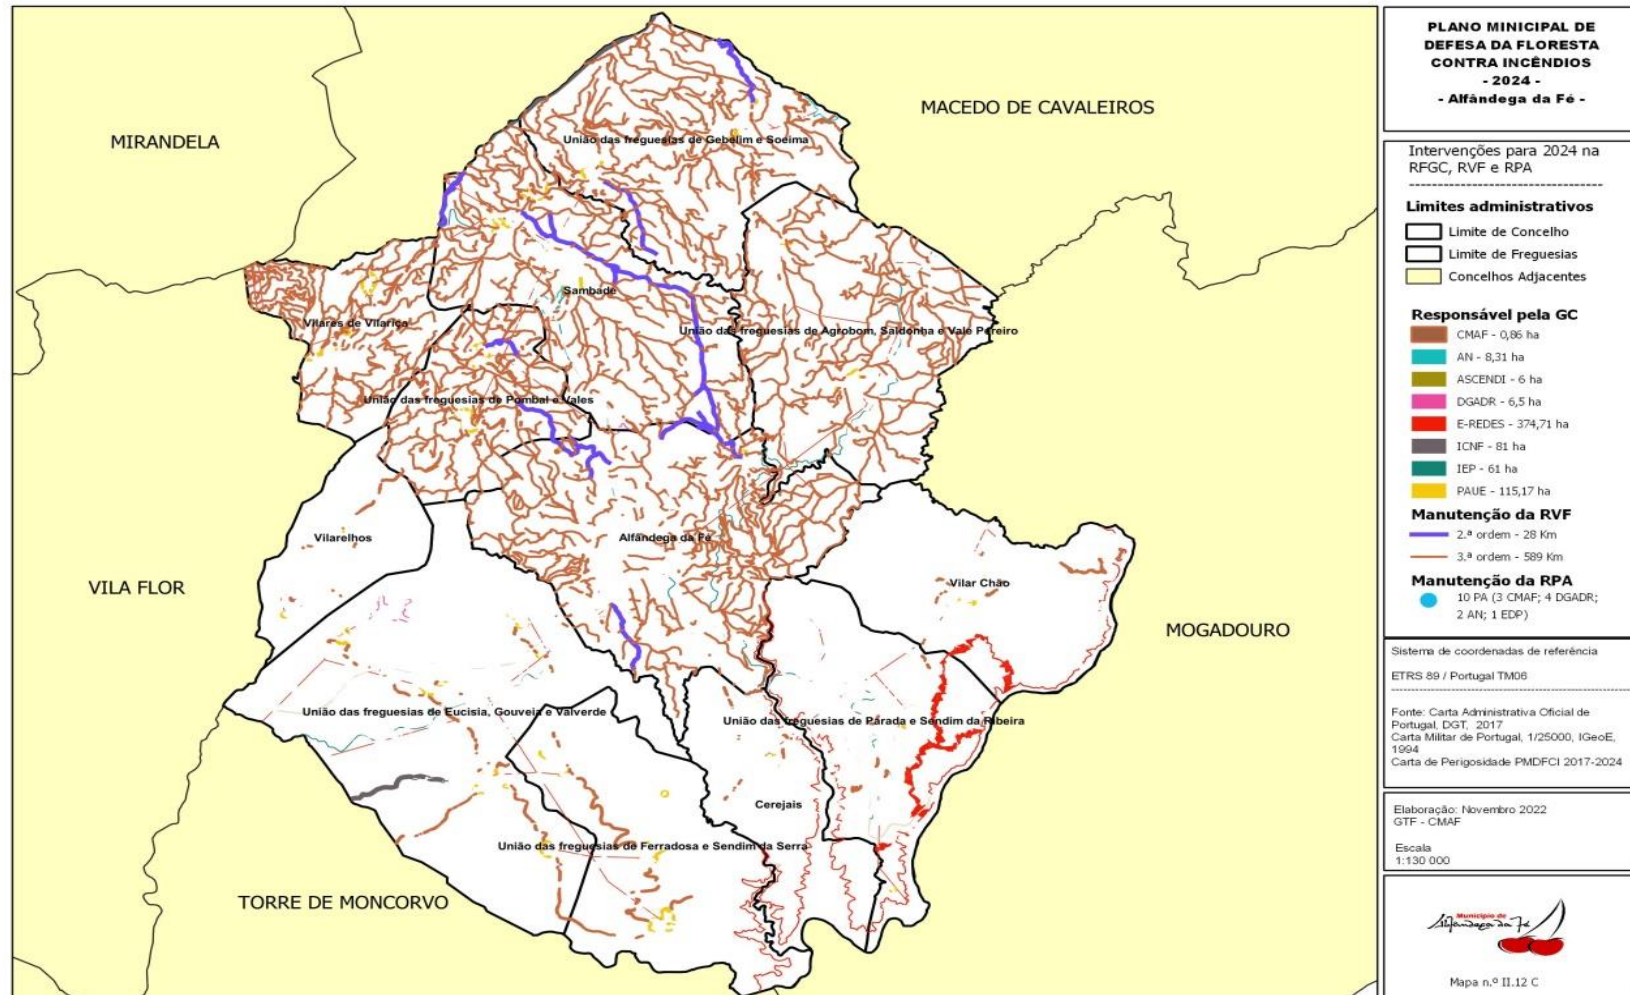 PLANO MINICIPAL DE
DEFESA DA FLORESTA
CONTRA INCÊNDIOS
- 2024 -
- Alfândega da Fé -
Intervenções para 2024 na
RFGC, RVF e RPA
Limites administrativos
Limite de Concelho
Limite de Freguesias
Concelhos Adjacentes
Responsável pela GC
CMAF - 0,86 ha
AN - 8,31 ha
ASCENDI - 6 ha
DGADR - 6,5 ha
E-REDES - 374,71 ha
ICNF - 81 ha
IEP - 61 ha
PAUE - 115,17 ha
Manutenção da RVF
2.ª ordem - 28 Km
3.ª ordem - 589 Km
Manutenção da RPA
10 PA (3 CMAF; 4 DGADR;
2 AN; 1 EDP)
Sistema de coordenadas de referência
ETRS 89 / Portugal TM06
Fonte: Carta Administrativa Oficial de
Portugal, DGT, 2017
Carta Militar de Portugal, 1/25000, IGeoE,
1994
Carta de Perigosidade PMDFCI 2017-2024
Elaboração: Novembro 2022
GTF - CMAF
Escala
1:130 000
Município de
Alfândega da Fé
Mapa n.º II.12 C
MIRANDELA
MACEDO DE CAVALEIROS
União das freguesias de Gebelim e Soeima
Sambade
Vilares de Vilariça
União das freguesias de Agrobom, Saldonha e Vale Pereiro
União das freguesias de Pombal e Vales
Vilarelhos
Alfândega da Fé
VILA FLOR
Vilar Chão
MOGADOURO
União das freguesias de Eucisia, Gouveia e Valverde
União das freguesias de Parada e Sendim da Ribeira
Cerejais
União das freguesias de Ferradosa e Sendim da Serra
TORRE DE MONCORVO